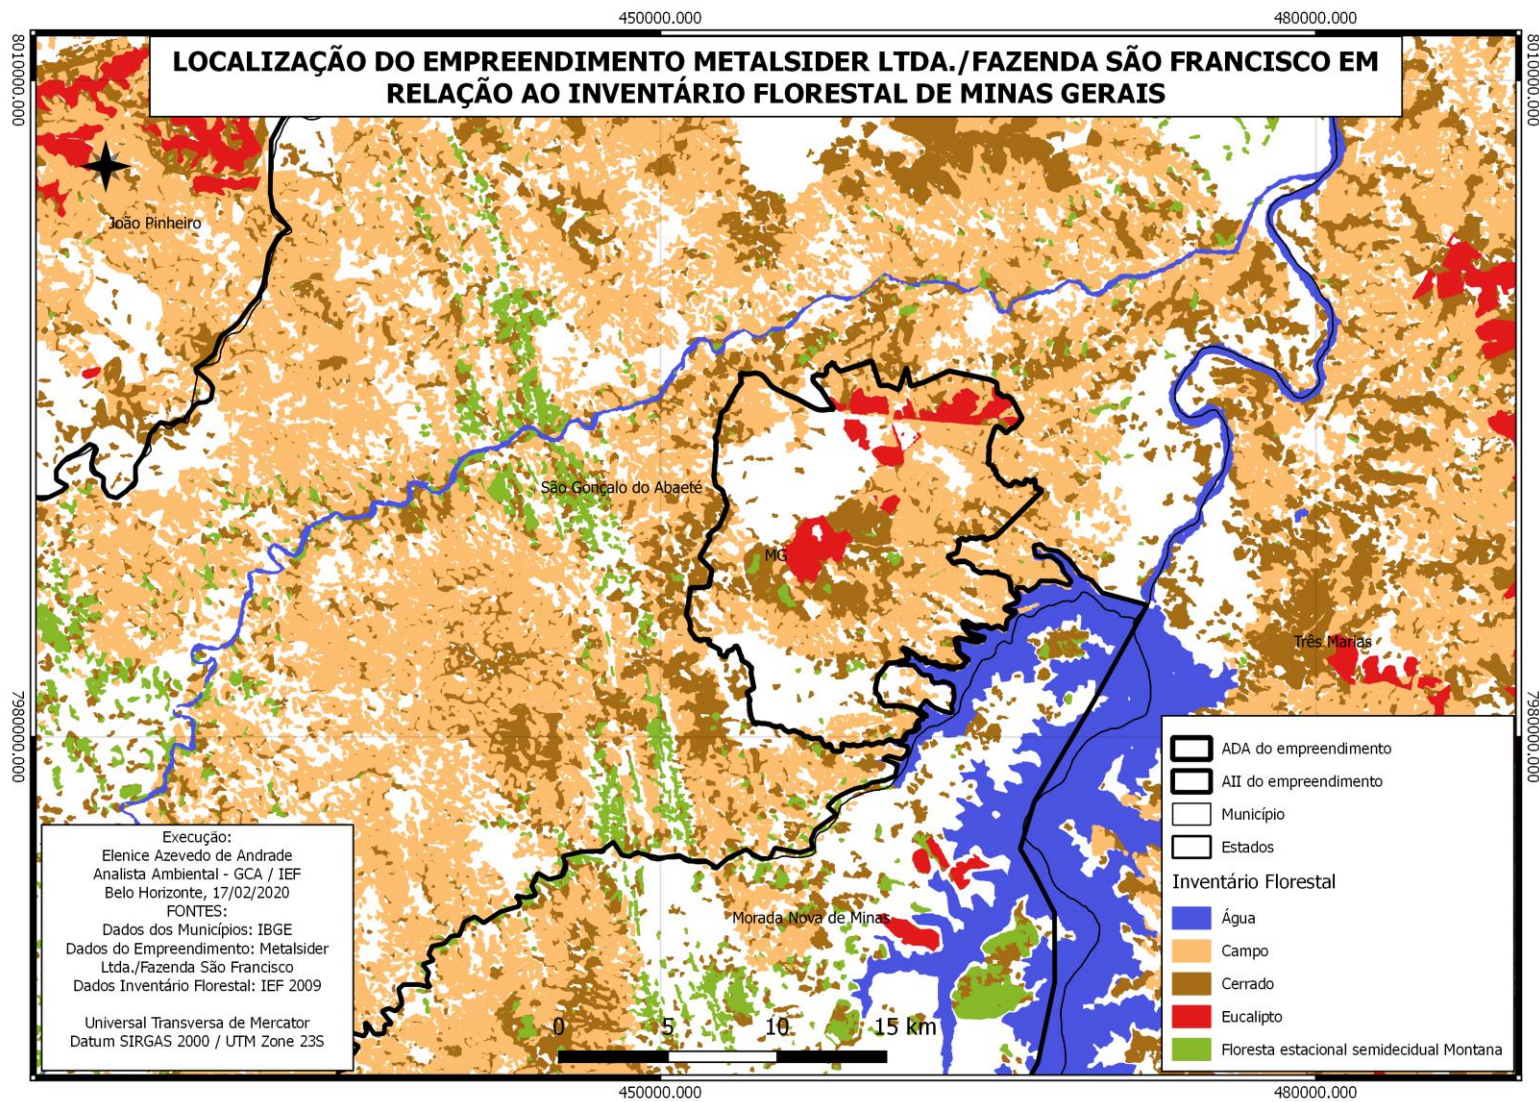 450000.000
480000.000
8010000.000
8010000.000
LOCALIZAÇÃO DO EMPREENDIMENTO METALSIDER LTDA./FAZENDA SÃO FRANCISCO EM
RELAÇÃO AO INVENTÁRIO FLORESTAL DE MINAS GERAIS
João Pinheiro
São Gonçalo do Abaeté
MG
Três Marias
7980000.000
7980000.000
Morada Nova de Minas
ADA do empreendimento
AII do empreendimento
Município
Estados
Inventário Florestal
Água
Campo
Cerrado
Eucalipto
Floresta estacional semidecidual Montana
Execução:
Elenice Azevedo de Andrade
Analista Ambiental - GCA / IEF
Belo Horizonte, 17/02/2020
FONTES:
Dados dos Municípios: IBGE
Dados do Empreendimento: Metalsider
Ltda./Fazenda São Francisco
Dados Inventário Florestal: IEF 2009
Universal Transversa de Mercator
Datum SIRGAS 2000 / UTM Zone 23S
0 5 10 15 km
450000.000
480000.000